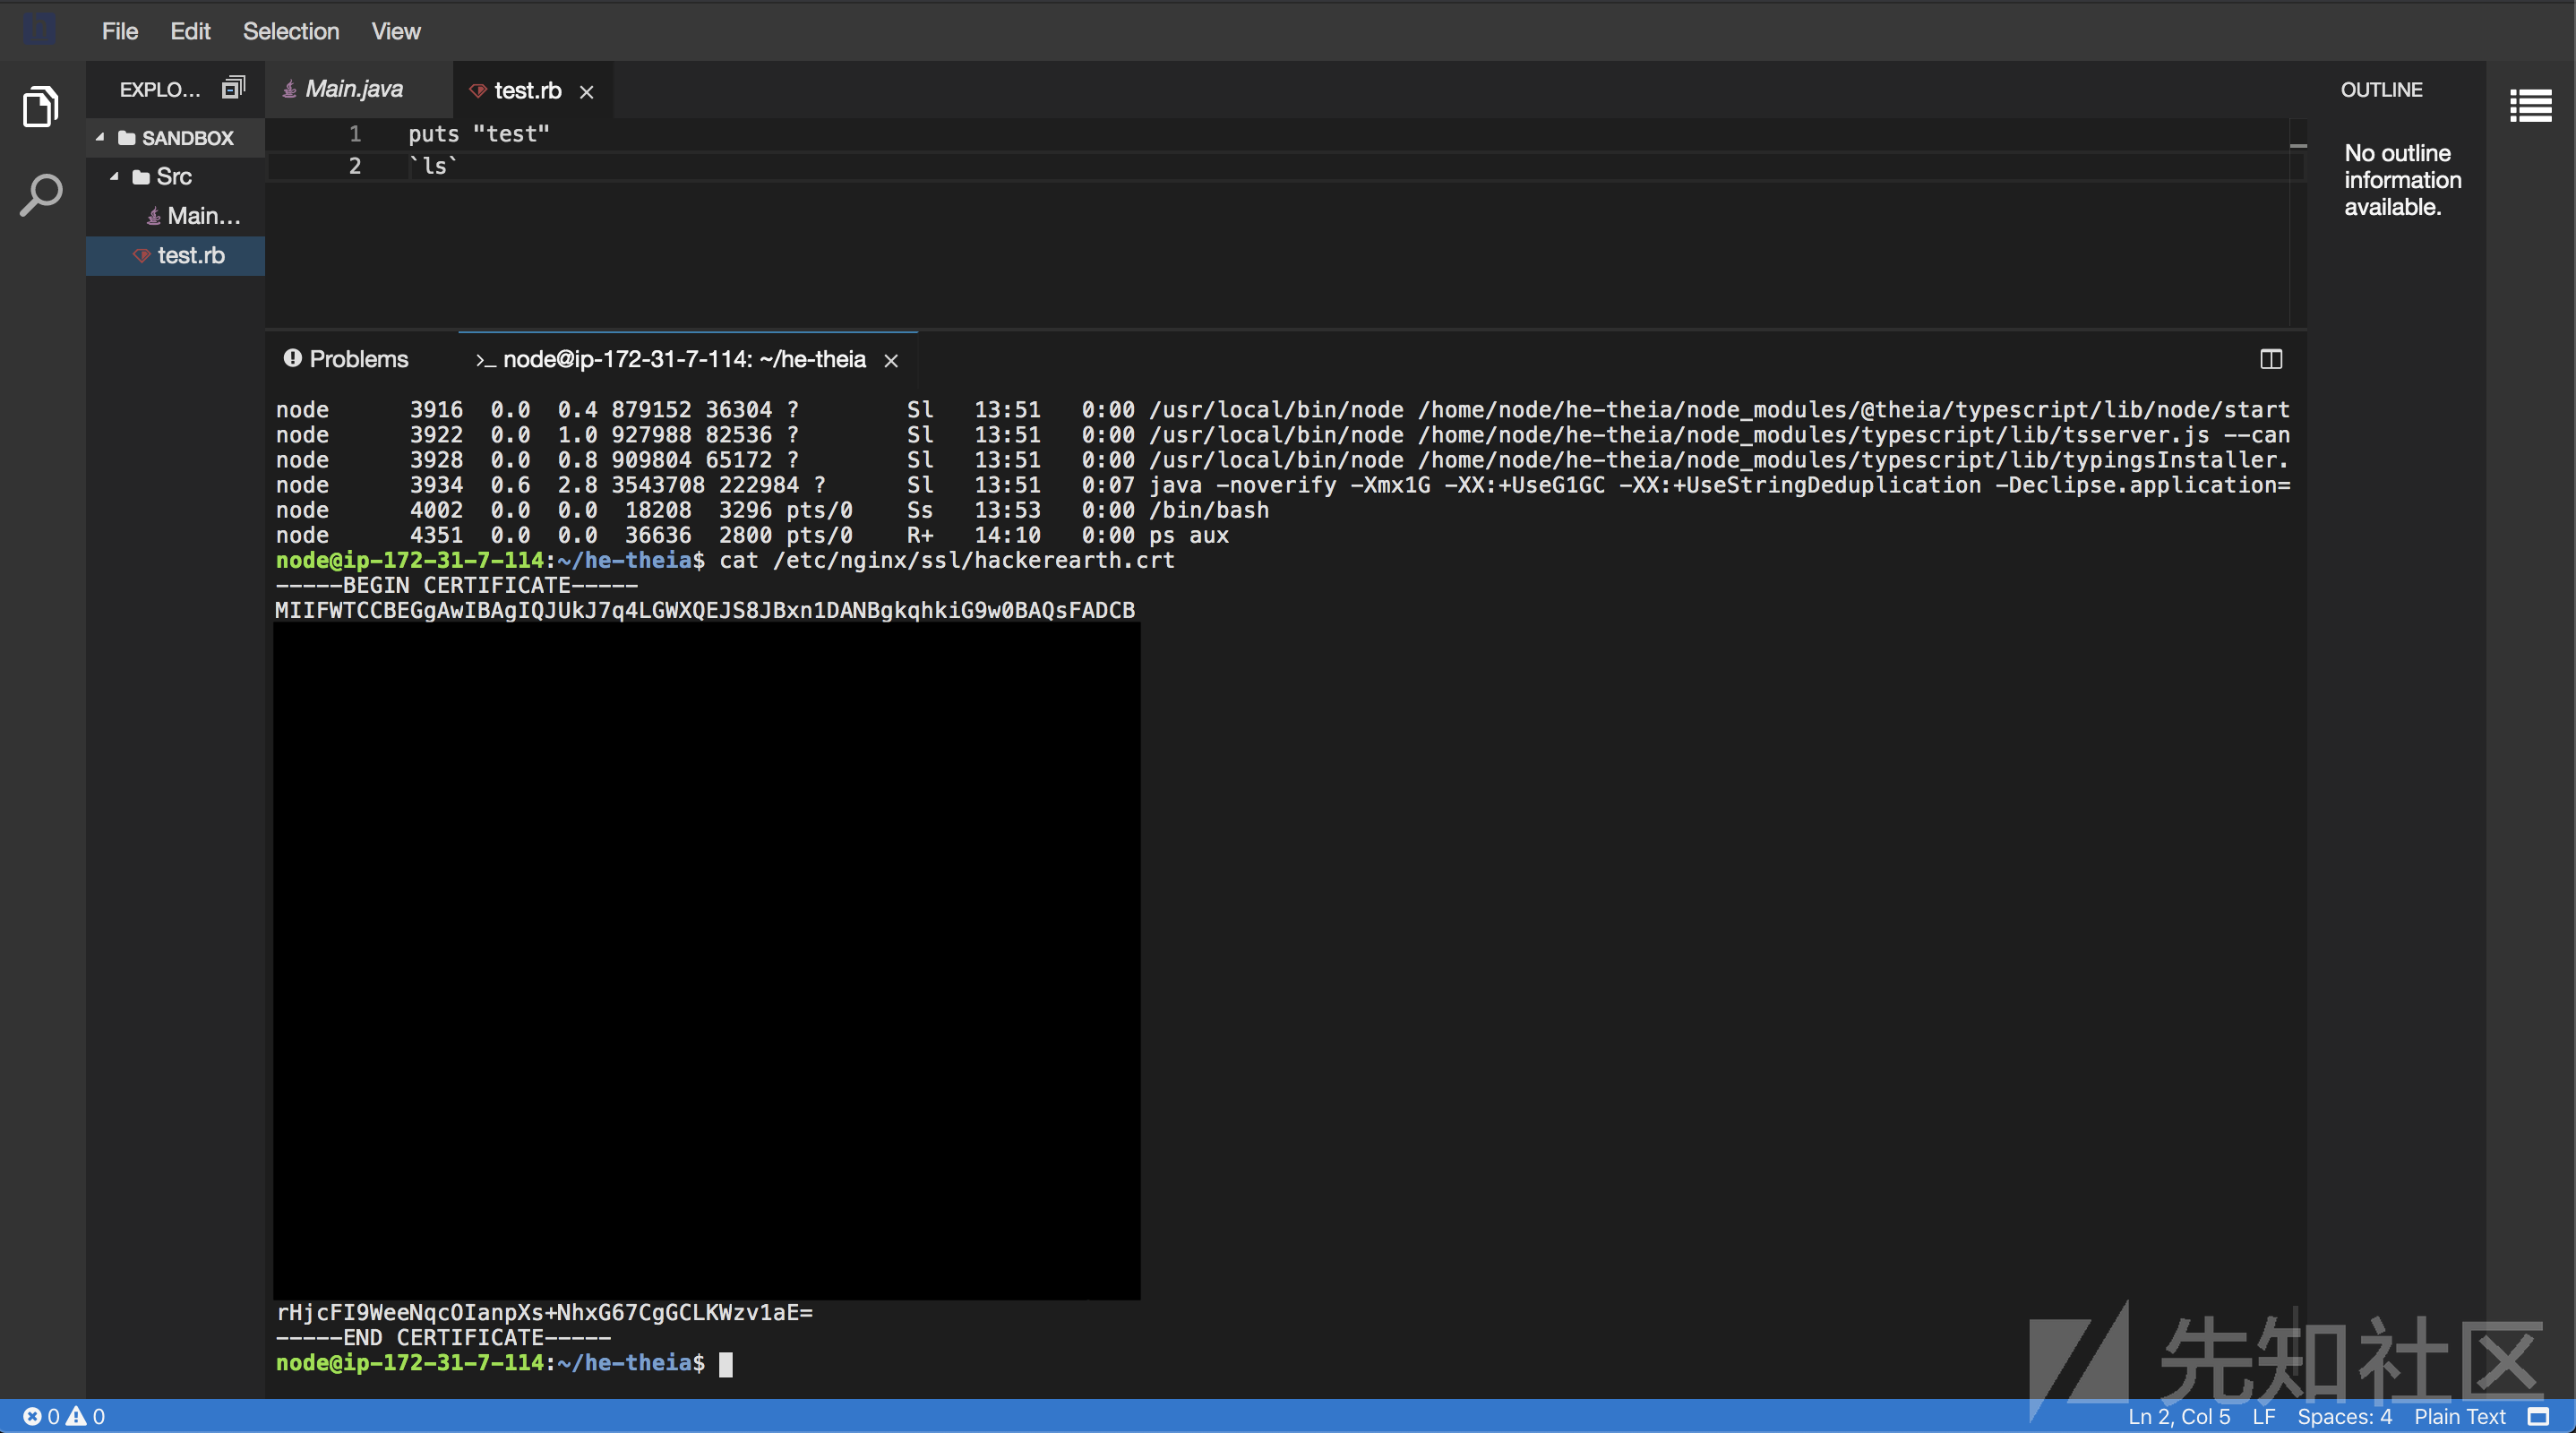 File Edit Selection View
EXPLO... Main.java test.rb OUTLINE
SANDBOX
Src
Main...
test.rb
1 puts "test"
2 `ls`
No outline
information
available.
Problems >_ node@ip-172-31-7-114: ~/he-theia
node 3916 0.0 0.4 879152 36304 ? Sl 13:51 0:00 /usr/local/bin/node /home/node/he-theia/node_modules/@theia/typescript/lib/node/start
node 3922 0.0 1.0 927988 82536 ? Sl 13:51 0:00 /usr/local/bin/node /home/node/he-theia/node_modules/typescript/lib/tsserver.js --can
node 3928 0.0 0.8 909804 65172 ? Sl 13:51 0:00 /usr/local/bin/node /home/node/he-theia/node_modules/typescript/lib/typingsInstaller.
node 3934 0.6 2.8 3543708 222984 ? Sl 13:51 0:07 java -noverify -Xmx1G -XX:+UseG1GC -XX:+UseStringDeduplication -Declipse.application=
node 4002 0.0 0.0 18208 3296 pts/0 Ss 13:53 0:00 /bin/bash
node 4351 0.0 0.0 36636 2800 pts/0 R+ 14:10 0:00 ps aux
node@ip-172-31-7-114:~/he-theia$ cat /etc/nginx/ssl/hackerearth.crt
-----BEGIN CERTIFICATE-----
MIIFWTCCBEGgAwIBAgIQJUkJ7q4LGWXQEJS8JBxn1DANBgkqhkiG9w0BAQsFADCB
rHjcFI9WeeNqcOIanpXs+NhxG67CgGCLKWzv1aE=
-----END CERTIFICATE-----
node@ip-172-31-7-114:~/he-theia$
先知社区
0 0 Ln 2, Col 5 LF Spaces: 4 Plain Text